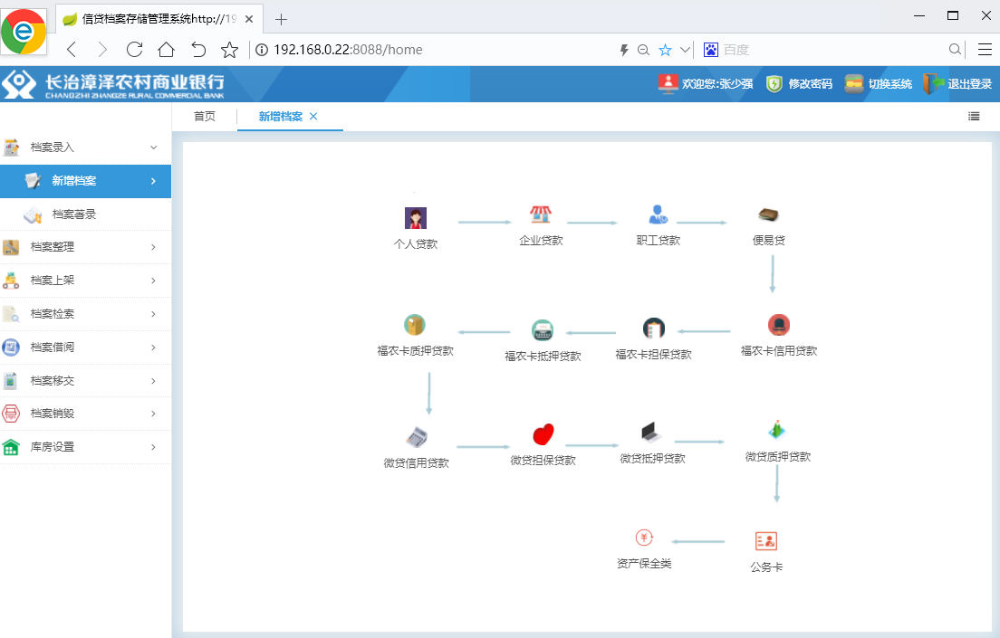 信贷档案存储管理系统http://19
192.168.0.22:8088/home
百度
长治漳泽农村商业银行
CHANGZHI ZHANGZE RURAL COMMERCIAL BANK
欢迎您:张少强
修改密码
切换系统
退出登录
首页
新增档案
档案录入
新增档案
档案著录
档案整理
档案上架
档案检索
档案借阅
档案移交
档案销毁
库房设置
个人贷款
企业贷款
职工贷款
便易贷
福农卡质押贷款
福农卡抵押贷款
福农卡担保贷款
福农卡信用贷款
微贷信用贷款
微贷担保贷款
微贷抵押贷款
微贷质押贷款
资产保全类
公务卡